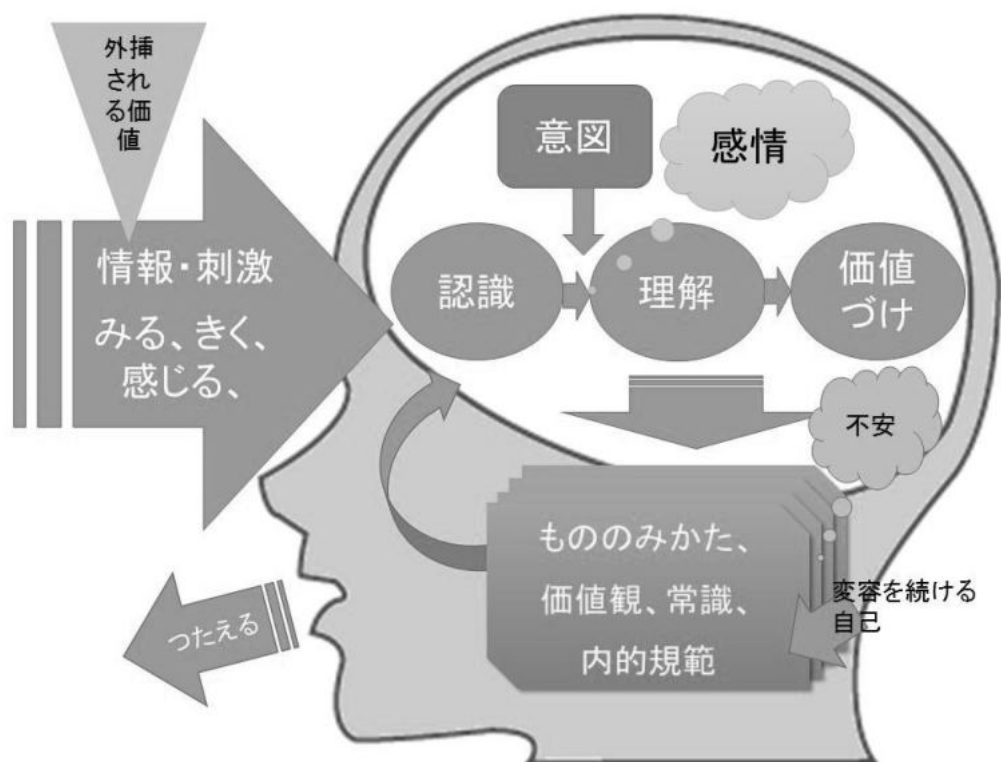 外挿
され
る価
値
情報・刺激
みる、きく、
感じる、
意図
感情
認識
理解
価値
づけ
不安
もののみかた、
価値観、常識、
内的規範
変容を続ける
自己
つたえる